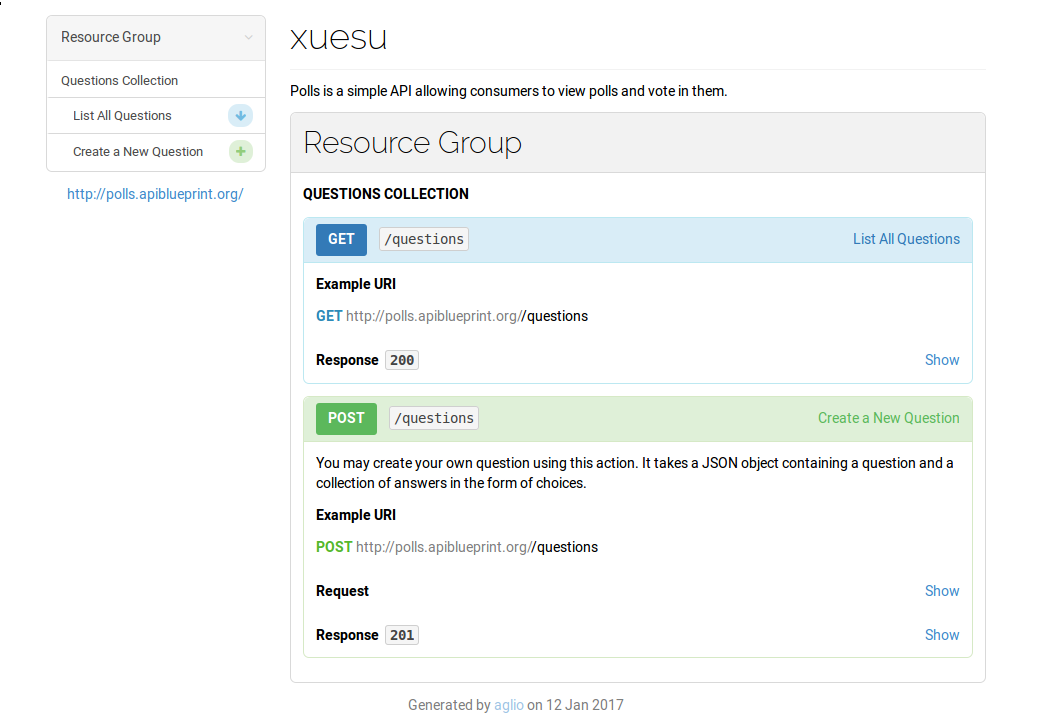 Resource Group
Questions Collection
List All Questions
Create a New Question
http://polls.apiblueprint.org/
xuesu
Polls is a simple API allowing consumers to view polls and vote in them.
Resource Group
QUESTIONS COLLECTION
GET /questions List All Questions
Example URI
GET http://polls.apiblueprint.org//questions
Response 200 Show
POST /questions Create a New Question
You may create your own question using this action. It takes a JSON object containing a question and a
collection of answers in the form of choices.
Example URI
POST http://polls.apiblueprint.org//questions
Request Show
Response 201 Show
Generated by aglio on 12 Jan 2017